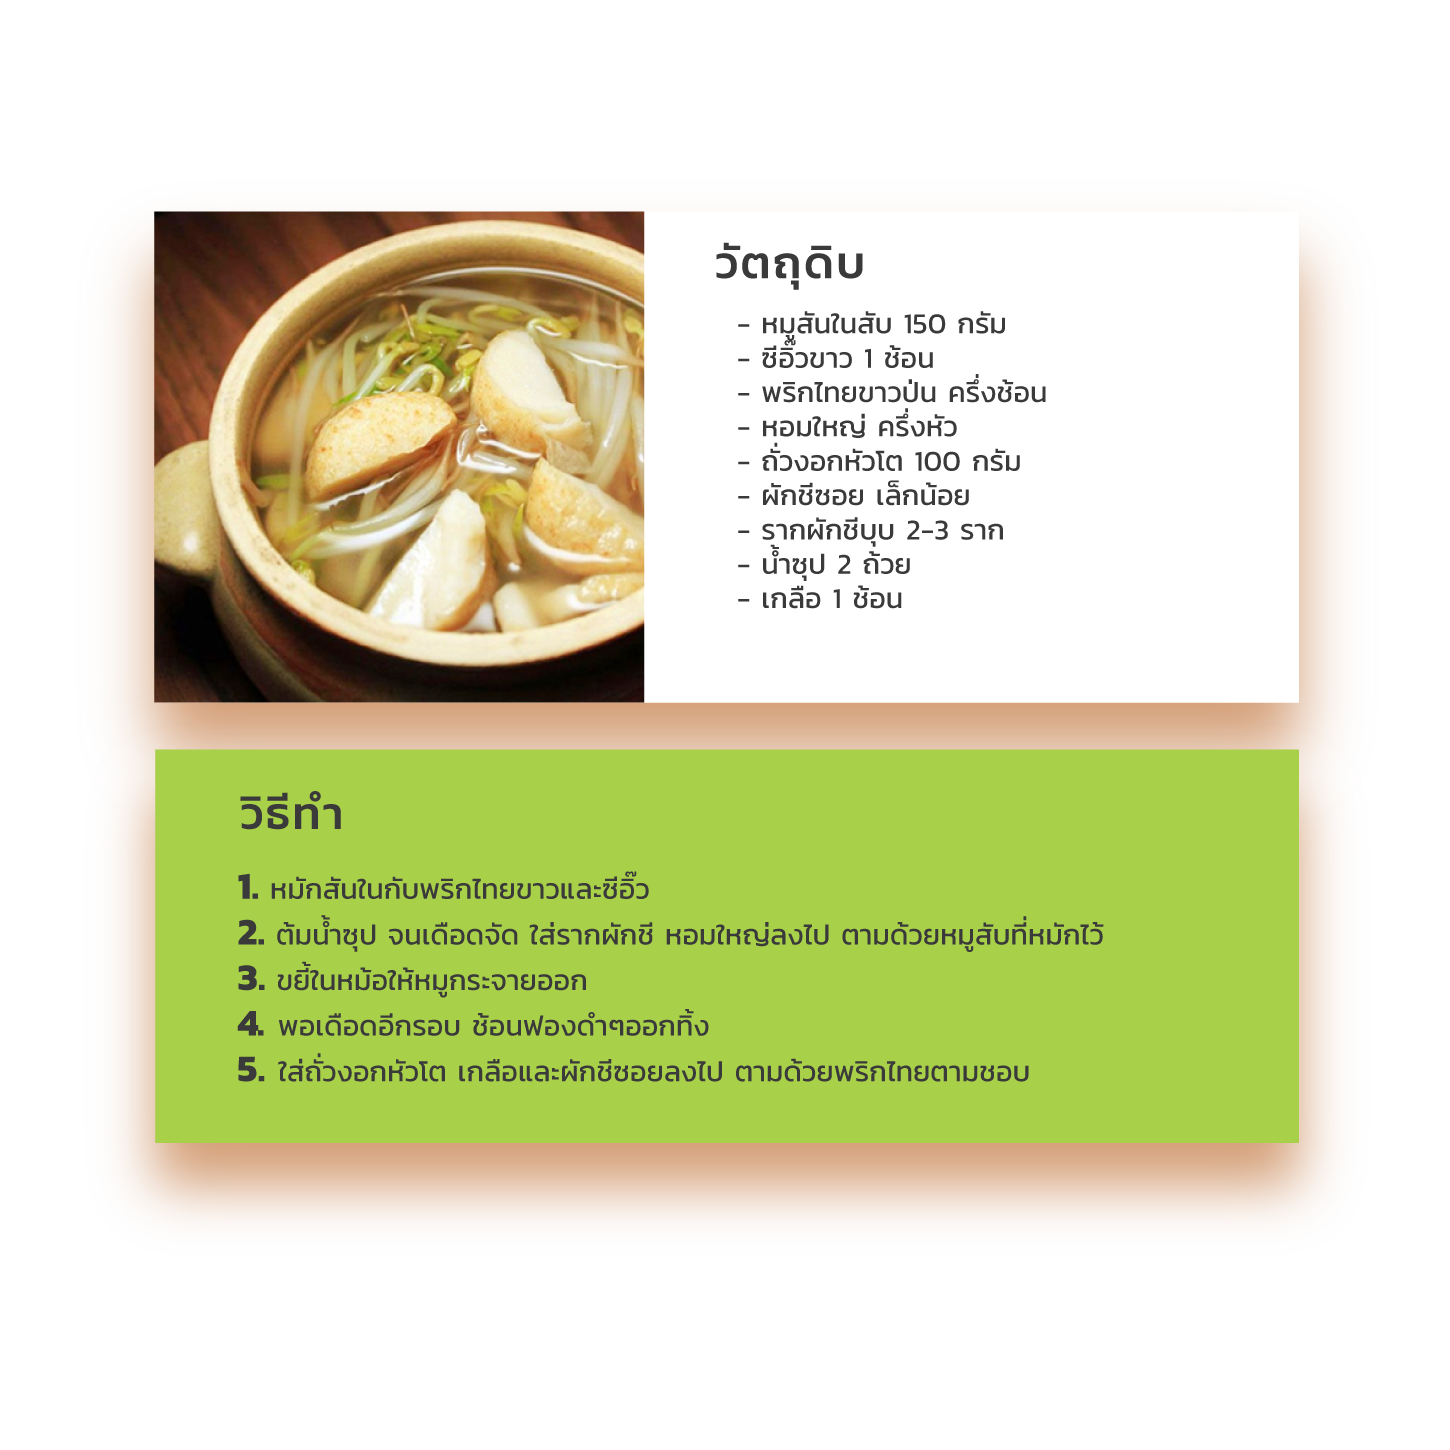 วัตถุดิบ
- หมูสันในสับ 150 กรัม
- ซีอิ๊วขาว 1 ช้อน
- พริกไทยขาวป่น ครึ่งช้อน
- หอมใหญ่ ครึ่งหัว
- ถั่วงอกหัวโต 100 กรัม
- ผักชีซอย เล็กน้อย
- รากผักชีบุบ 2-3 ราก
- น้ำซุป 2 ถ้วย
- เกลือ 1 ช้อน
วิธีทำ
1. หมักสันในกับพริกไทยขาวและซีอิ๊ว
2. ต้มน้ำซุป จนเดือดจัด ใส่รากผักชี หอมใหญ่ลงไป ตามด้วยหมูสับที่หมักไว้
3. ขยี้ในหม้อให้หมูกระจายออก
4. พอเดือดอีกรอบ ช้อนฟองดำๆออกทิ้ง
5. ใส่ถั่วงอกหัวโต เกลือและผักชีซอยลงไป ตามด้วยพริกไทยตามชอบ